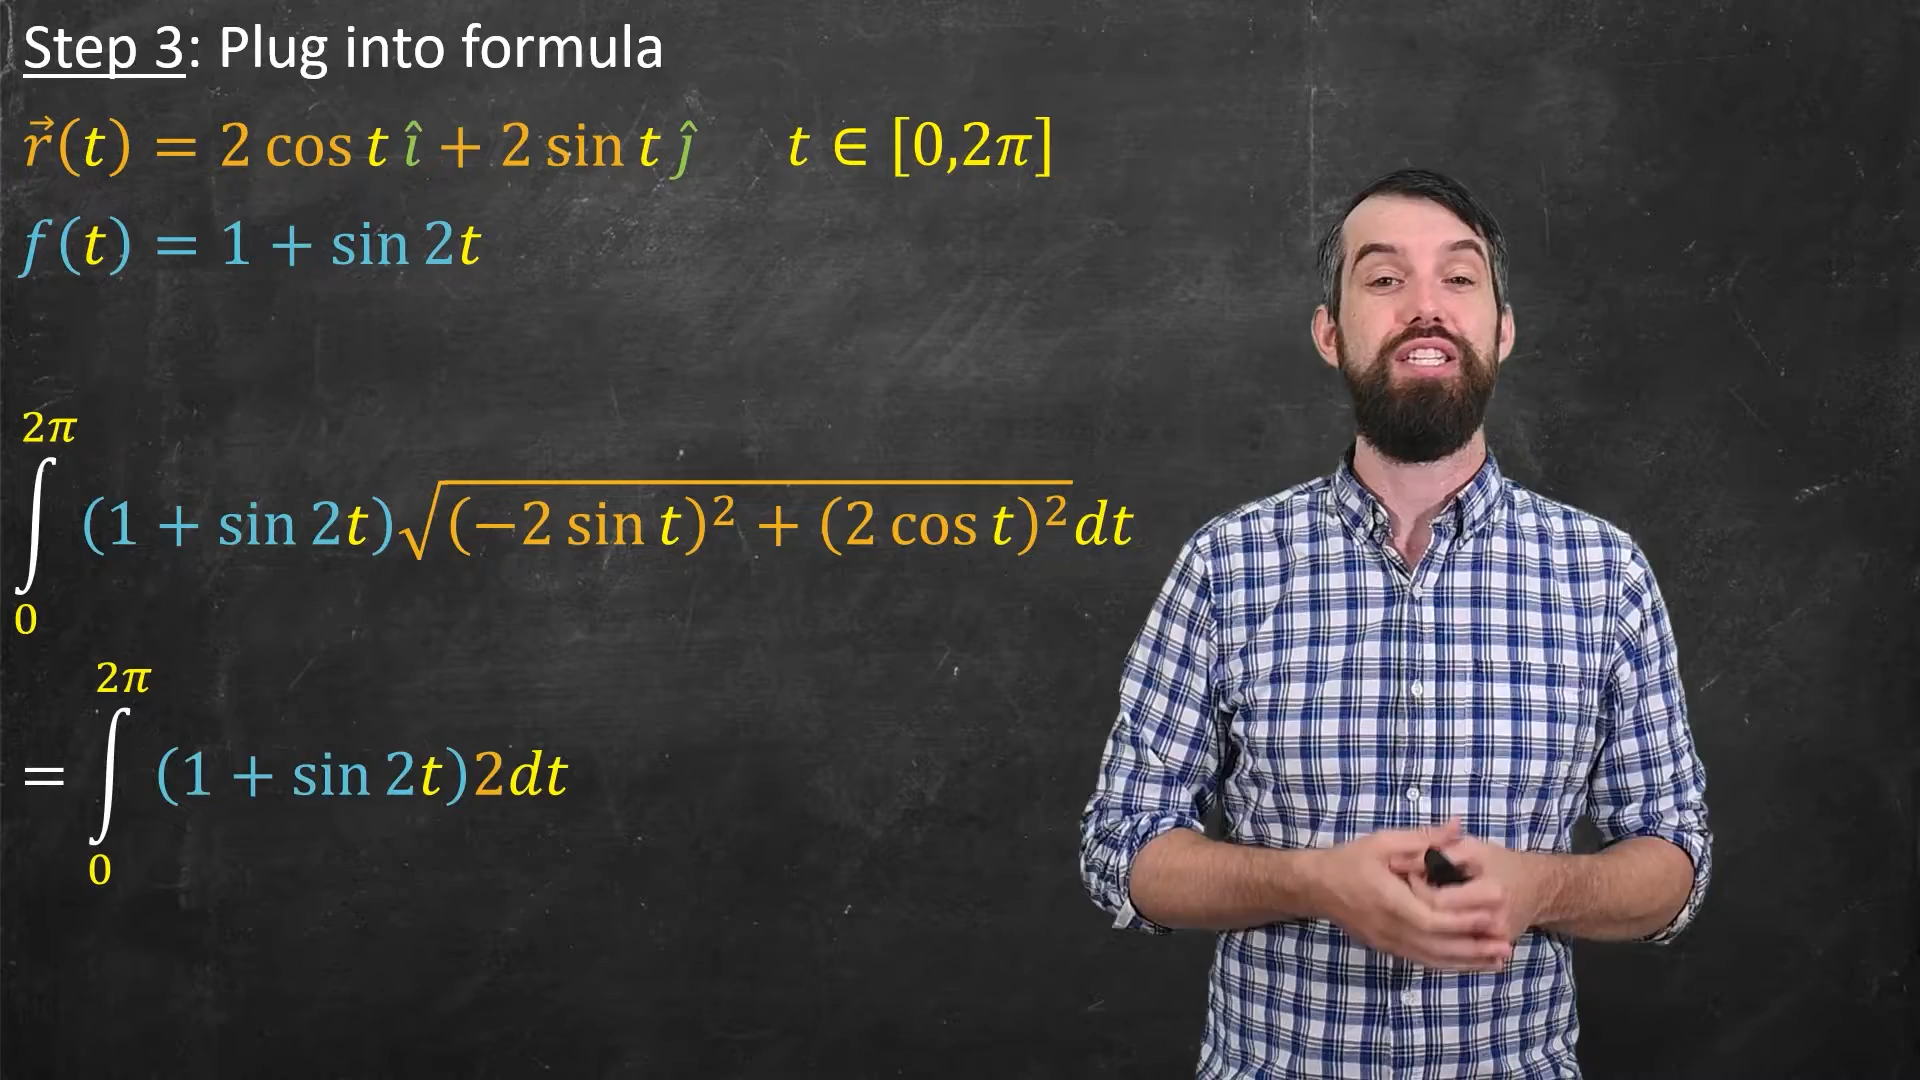 Step 3: Plug into formula
r⃗(t) = 2 cos t î + 2 sin t ĵ t ∈ [0,2π]
f(t) = 1 + sin 2t
∫₀^2π (1 + sin 2t)√((−2 sin t)² + (2 cos t)²) dt
= ∫₀^2π (1 + sin 2t)2dt